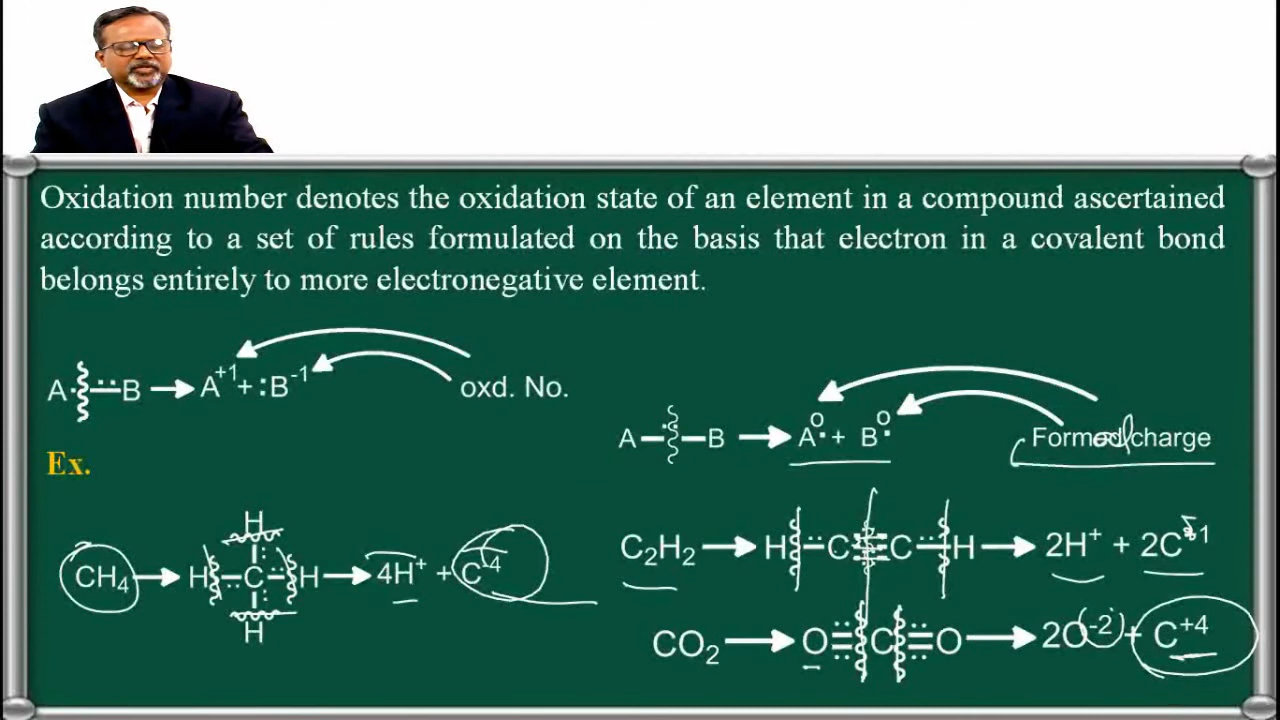 Oxidation number denotes the oxidation state of an element in a compound ascertained
according to a set of rules formulated on the basis that electron in a covalent bond
belongs entirely to more electronegative element.
A · ··B → A⁺¹ + :B⁻¹ oxd. No.
A — B → A· ⁰ + B· ⁰ Formed charge
Ex.
CH₄ → H C H H H → 4H⁺ + C⁻⁴
C₂H₂ → H – C ≡ C – H → 2H⁺ + 2C⁻¹
CO₂ → O = C = O → 2O⁻² + C⁺⁴